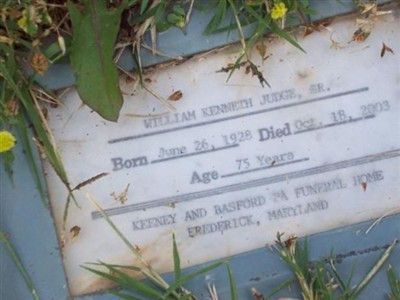 WILLIAM KENNETH JUDGE, SR.
Born June 26, 1928 Died Oct. 18, 2003
Age 75 Years
KEENEY AND BASFORD PA FUNERAL HOME
FREDERICK, MARYLAND